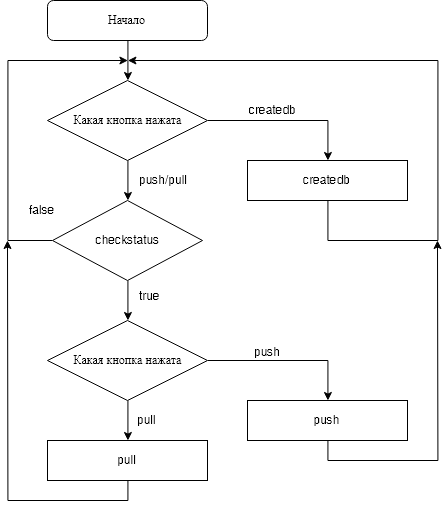 Начало
Какая кнопка нажата
createdb
createdb
push/pull
false
checkstatus
true
Какая кнопка нажата
push
push
pull
pull